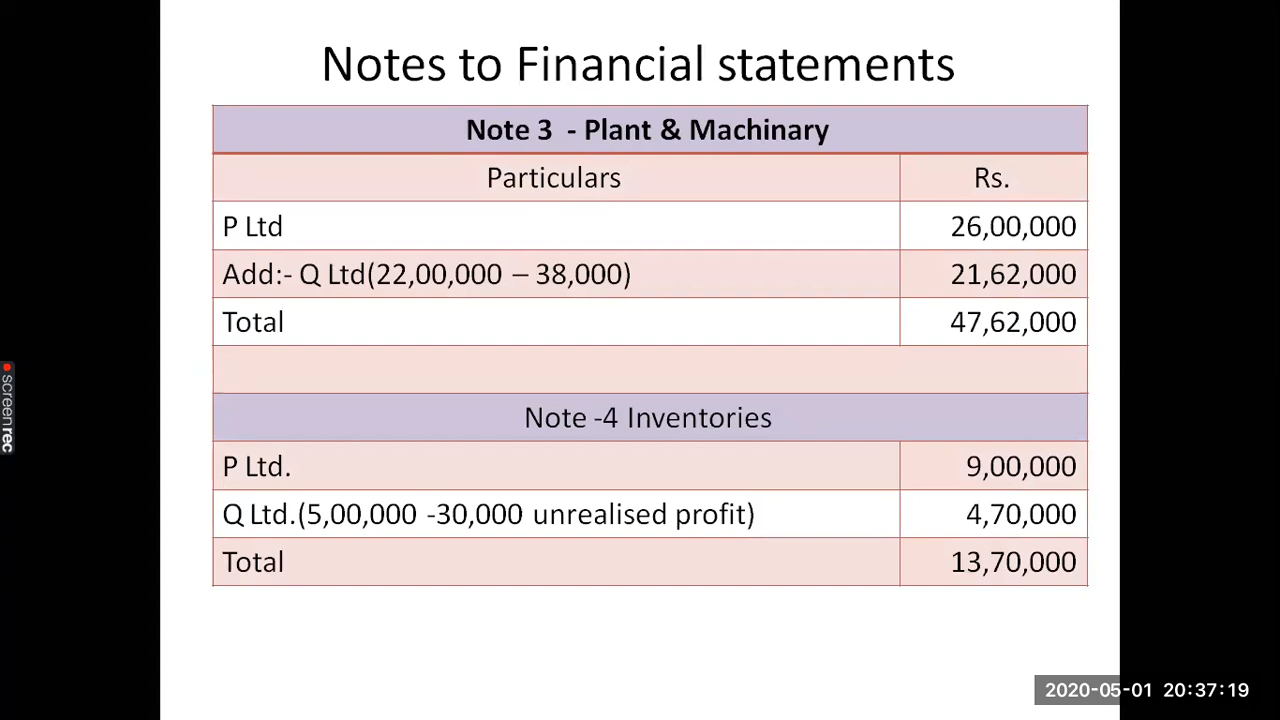 Notes to Financial statements
Note 3 - Plant & Machinary
Particulars Rs.
P Ltd 26,00,000
Add:- Q Ltd(22,00,000 – 38,000) 21,62,000
Total 47,62,000
Note -4 Inventories
P Ltd. 9,00,000
Q Ltd.(5,00,000 -30,000 unrealised profit) 4,70,000
Total 13,70,000
screenrec
2020-05-01 20:37:19